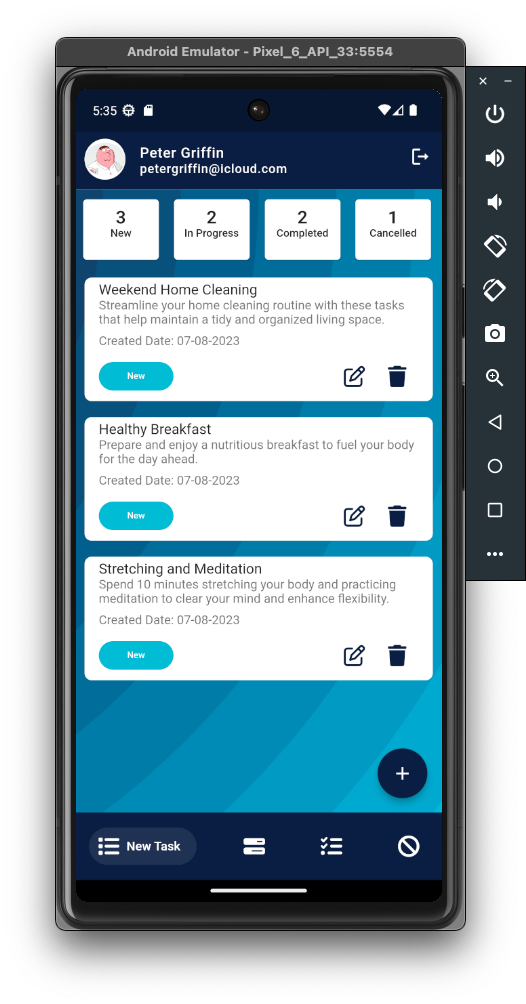 Android Emulator - Pixel_6_API_33:5554
5:35
Peter Griffin
petergriffin@icloud.com
3 2 2 1
New In Progress Completed Cancelled
Weekend Home Cleaning
Streamline your home cleaning routine with these tasks
that help maintain a tidy and organized living space.
Created Date: 07-08-2023
New
Healthy Breakfast
Prepare and enjoy a nutritious breakfast to fuel your body
for the day ahead.
Created Date: 07-08-2023
New
Stretching and Meditation
Spend 10 minutes stretching your body and practicing
meditation to clear your mind and enhance flexibility.
Created Date: 07-08-2023
New
New Task